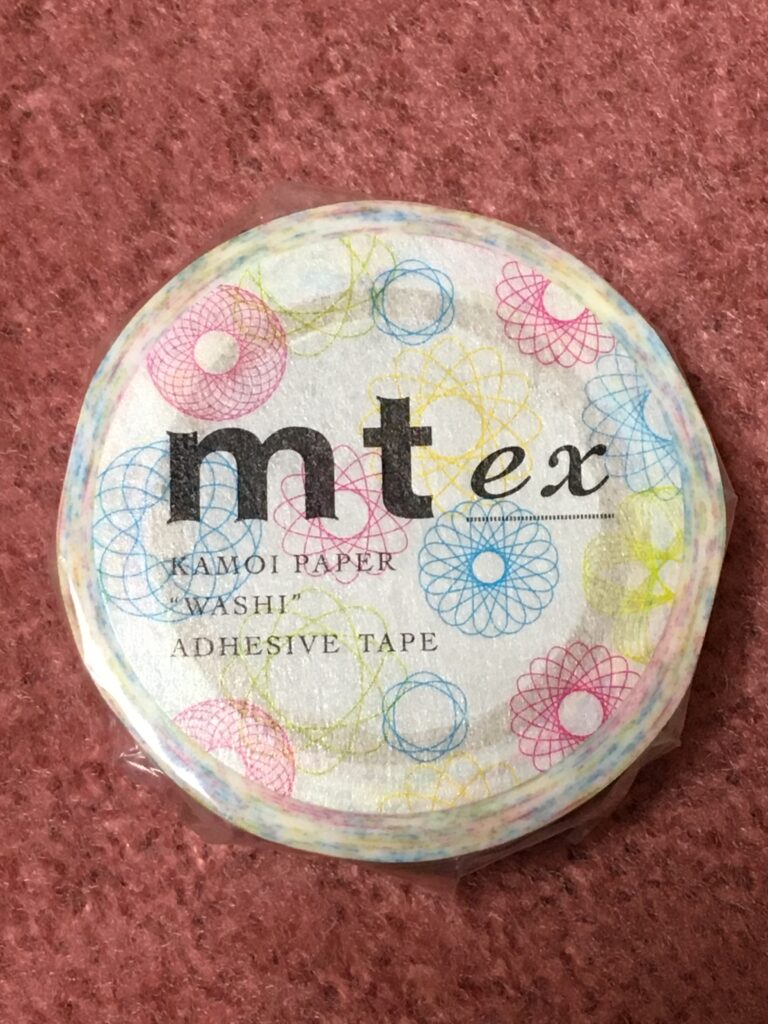 mt ex
KAMOI PAPER
“WASHI”
ADHESIVE TAPE